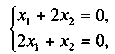 x₁ + 2x₂ = 0,
2x₁ + x₂ = 0,